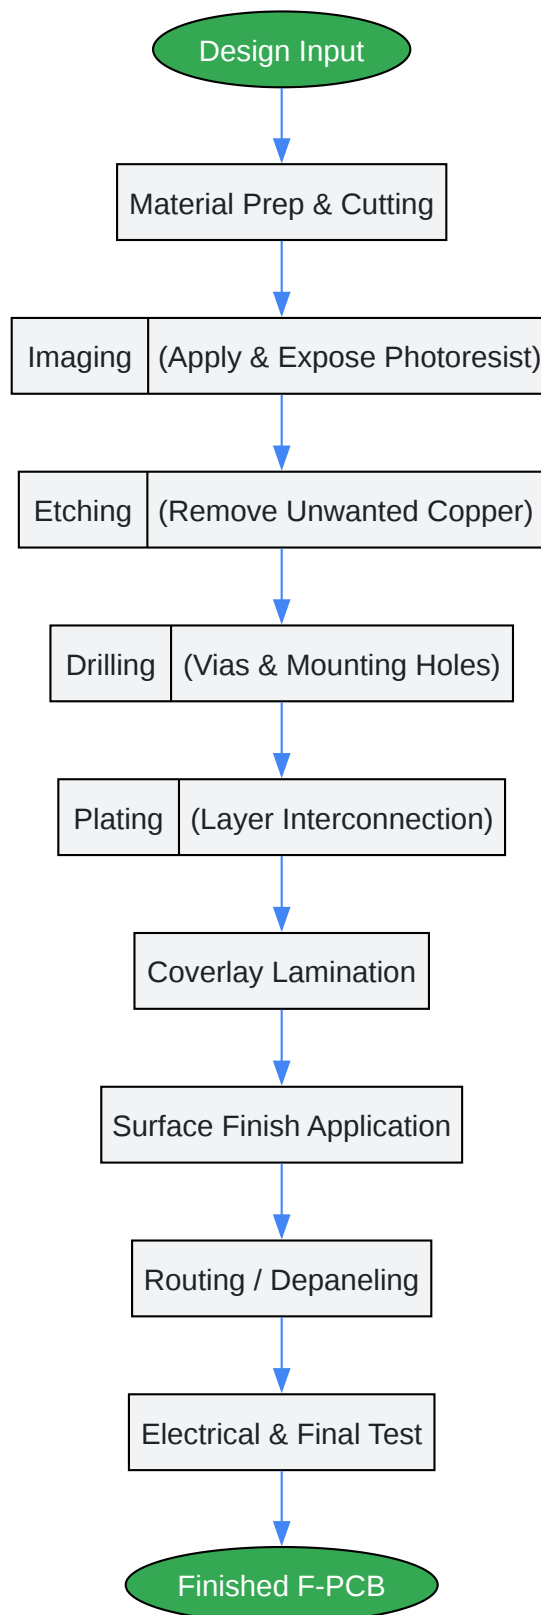 Design Input
Material Prep & Cutting
Imaging (Apply & Expose Photoresist)
Etching (Remove Unwanted Copper)
Drilling (Vias & Mounting Holes)
Plating (Layer Interconnection)
Coverlay Lamination
Surface Finish Application
Routing / Depaneling
Electrical & Final Test
Finished F-PCB